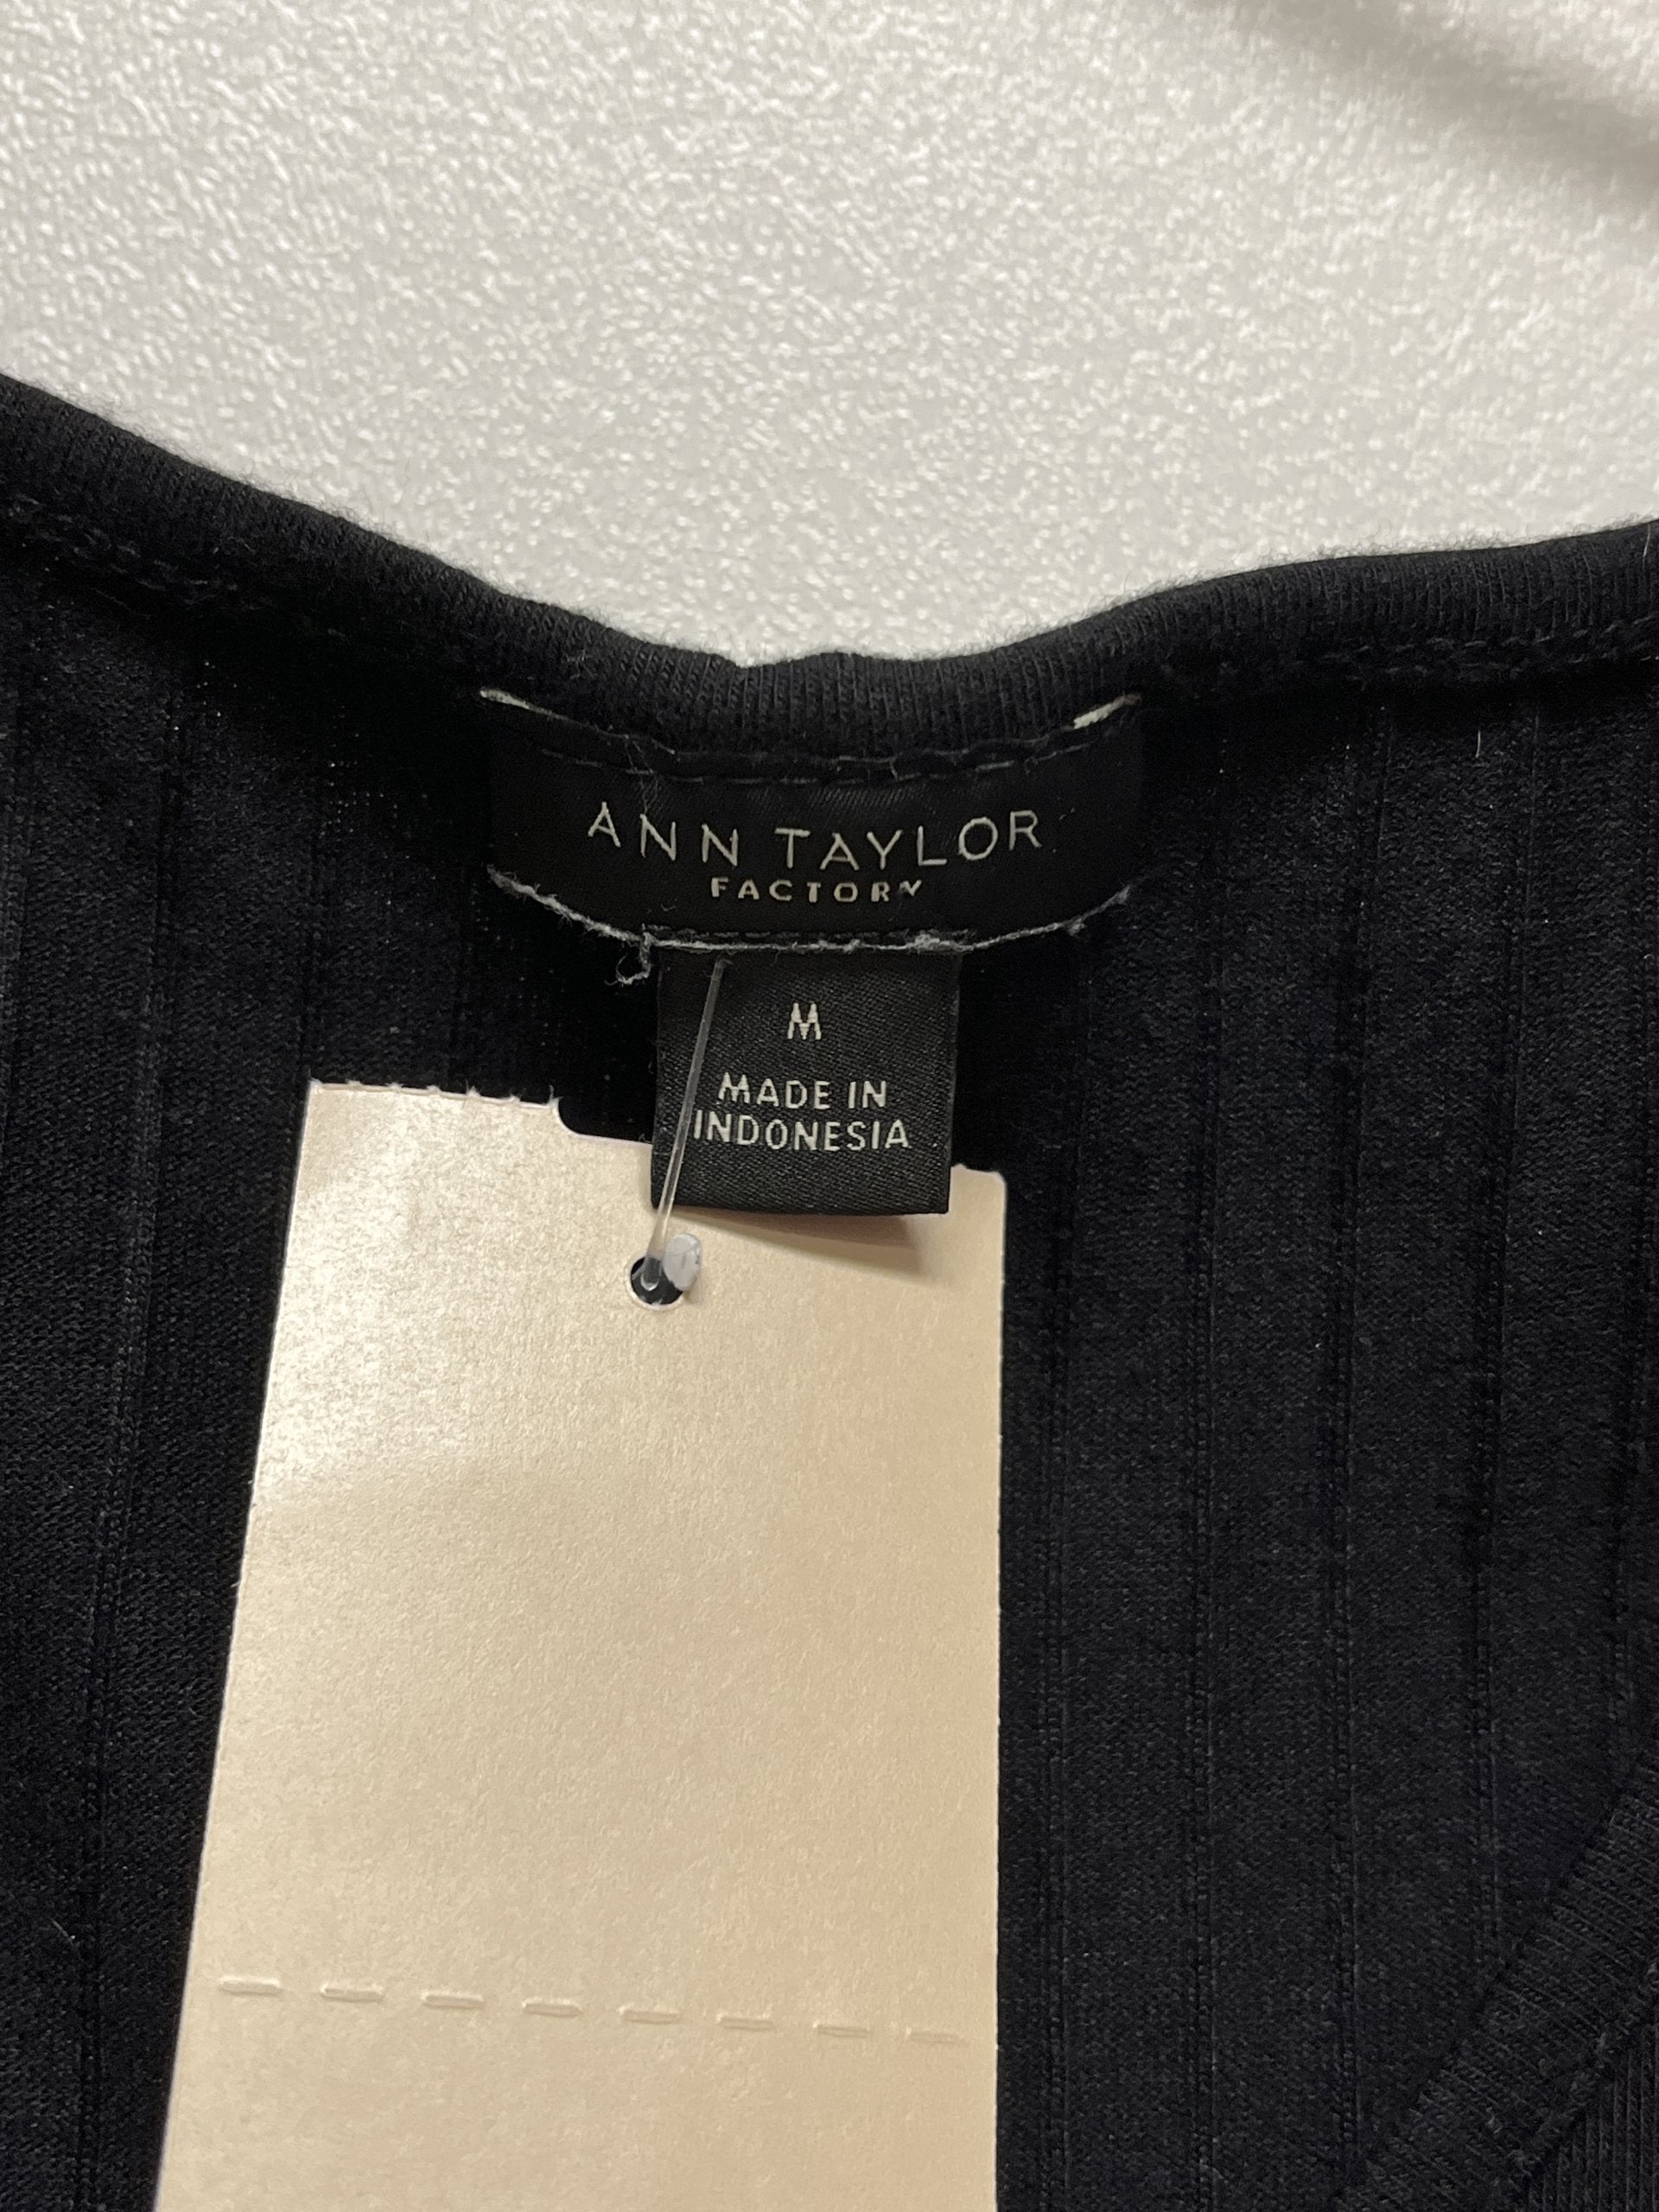 ANN TAYLOR
FACTORY
M
MADE IN
INDONESIA